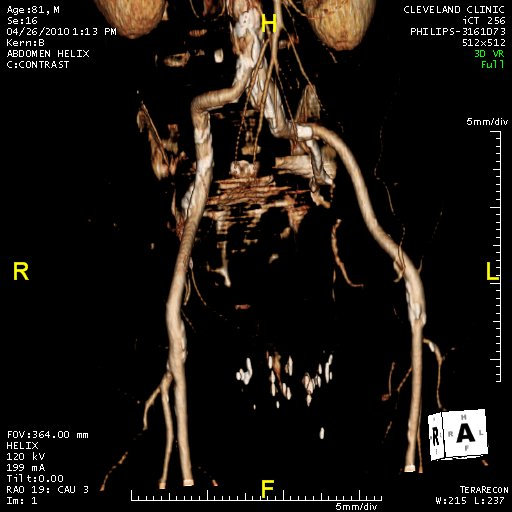 Age:81, M
Se:16
04/26/2010 1:13 PM
Kern:B
ABDOMEN HELIX
C:CONTRAST
H
CLEVELAND CLINIC
iCT 256
PHILIPS-3161D73
512x512
3D VR
Full
5mm/div
R
L
FOV:364.00 mm
HELIX
120 kV
199 mA
Tilt:0.00
RAO 19: CAU 3
Im: 1
F
5mm/div
H
R
R A L
F
TERARECON
W:215 L:237